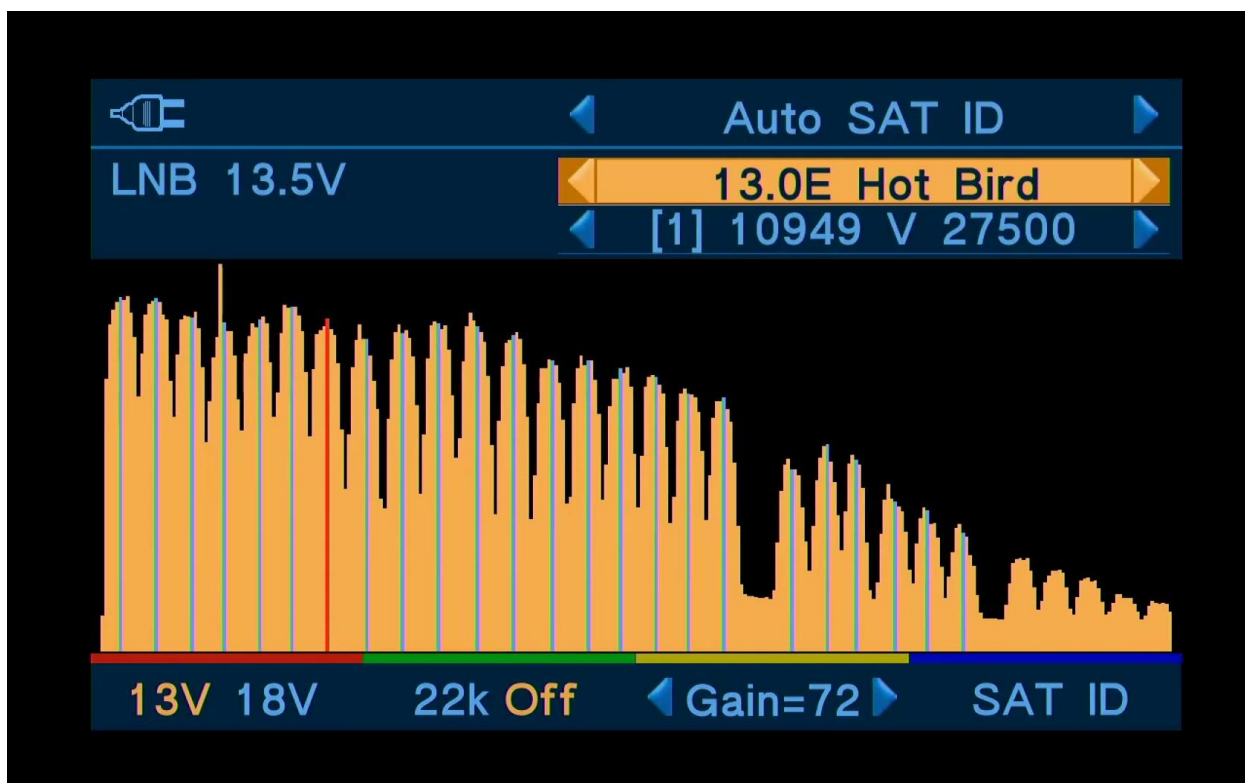 Auto SAT ID
LNB 13.5V
13.0E Hot Bird
[1] 10949 V 27500
13V 18V 22k Off Gain=72 SAT ID